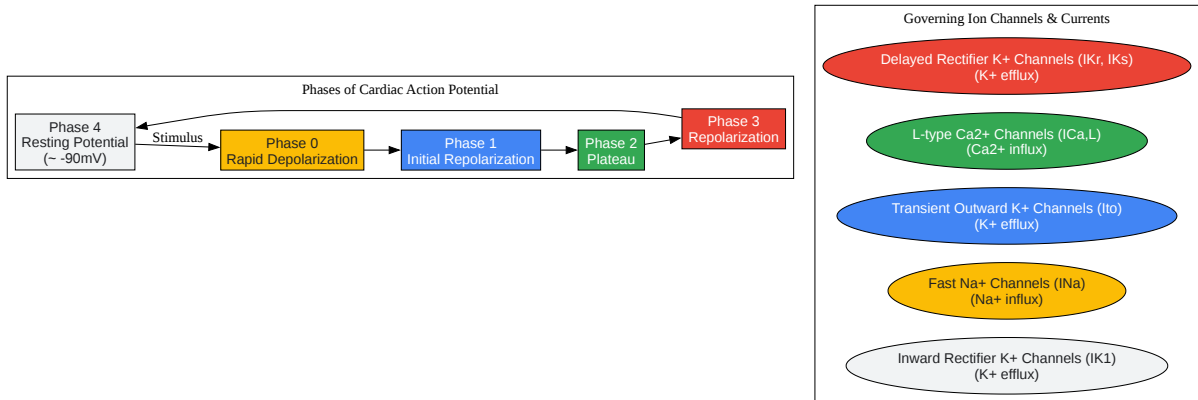 Phases of Cardiac Action Potential
Phase 4
Resting Potential
(~ -90mV)
Stimulus
Phase 0
Rapid Depolarization
Phase 1
Initial Repolarization
Phase 2
Plateau
Phase 3
Repolarization
Governing Ion Channels & Currents
Delayed Rectifier K+ Channels (IKr, IKs)
(K+ efflux)
L-type Ca2+ Channels (ICa,L)
(Ca2+ influx)
Transient Outward K+ Channels (Ito)
(K+ efflux)
Fast Na+ Channels (INa)
(Na+ influx)
Inward Rectifier K+ Channels (IK1)
(K+ efflux)